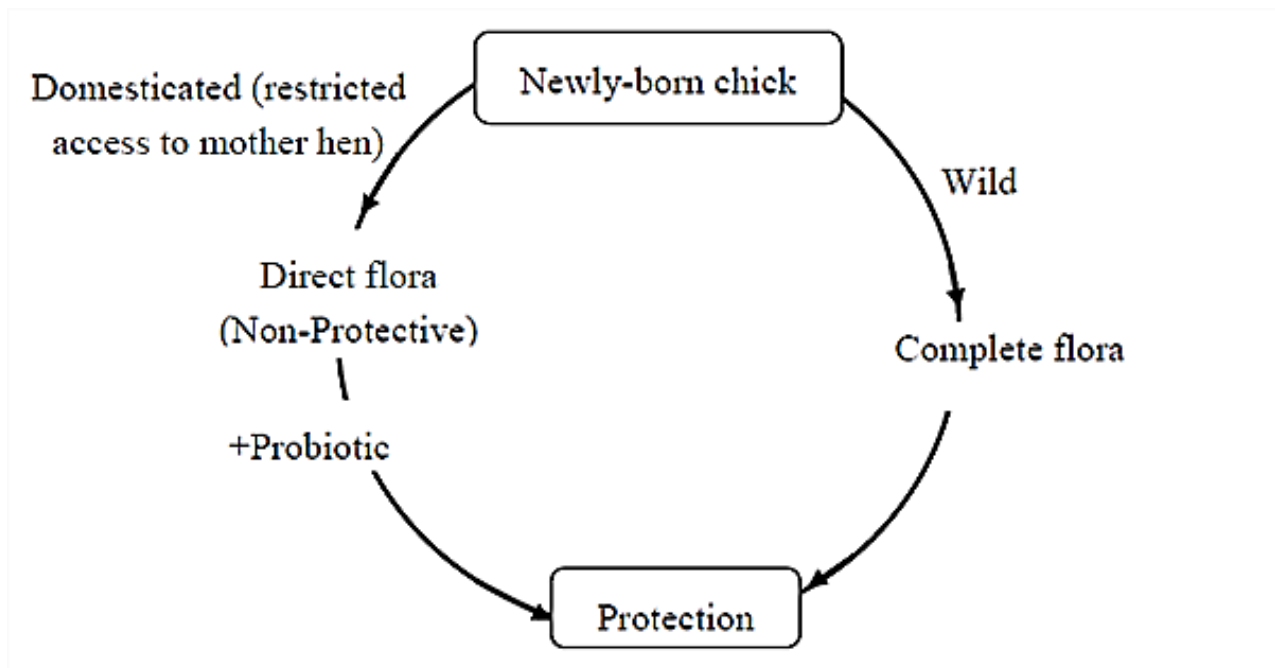 Newly-born chick
Domesticated (restricted
access to mother hen)
Wild
Direct flora
(Non-Protective)
Complete flora
+Probiotic
Protection